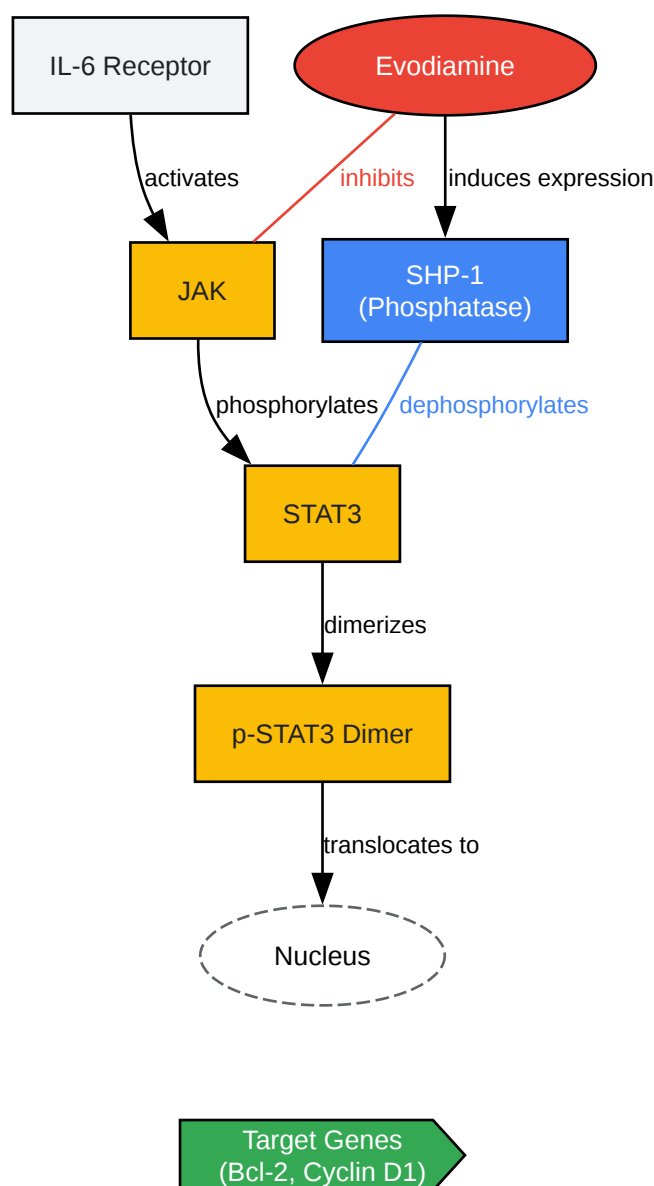 IL-6 Receptor
Evodiamine
activates
inhibits
induces expression
JAK
SHP-1
(Phosphatase)
phosphorylates
dephosphorylates
STAT3
dimerizes
p-STAT3 Dimer
translocates to
Nucleus
Target Genes
(Bcl-2, Cyclin D1)